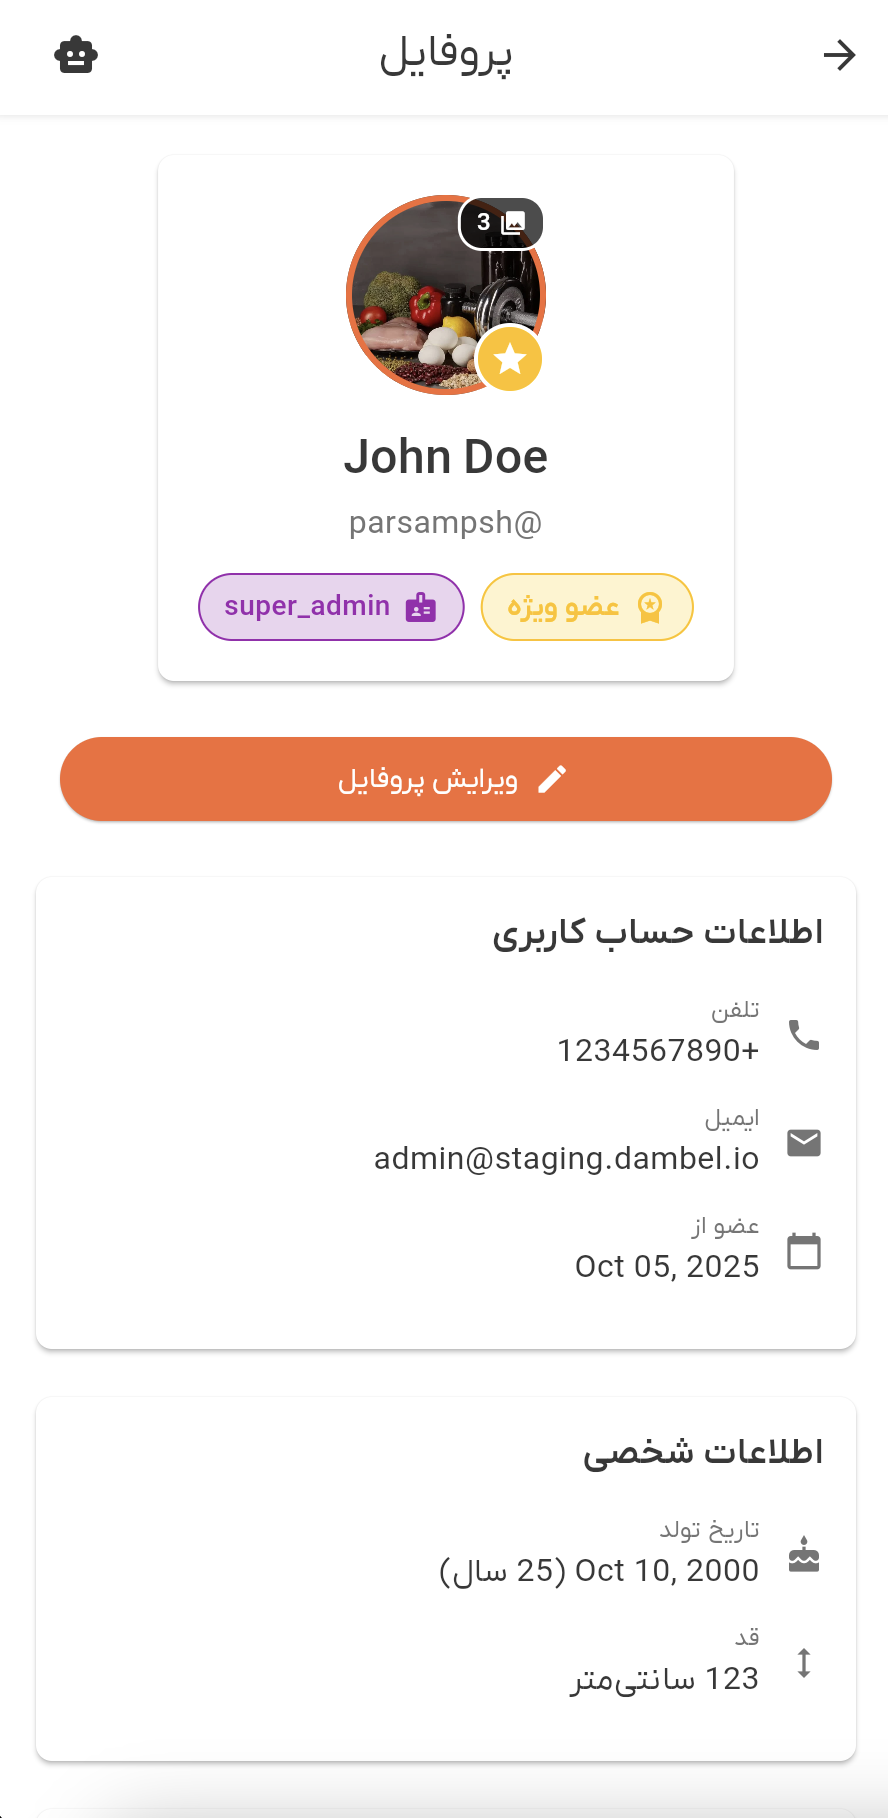 پروفایل
3
John Doe
parsampsh@
عضو ویژه
super_admin
ویرایش پروفایل
اطلاعات حساب کاربری
تلفن
1234567890+
ایمیل
admin@staging.dambel.io
عضو از
Oct 05, 2025
اطلاعات شخصی
تاریخ تولد
Oct 10, 2000 (25 سال)
قد
123 سانتی‌متر